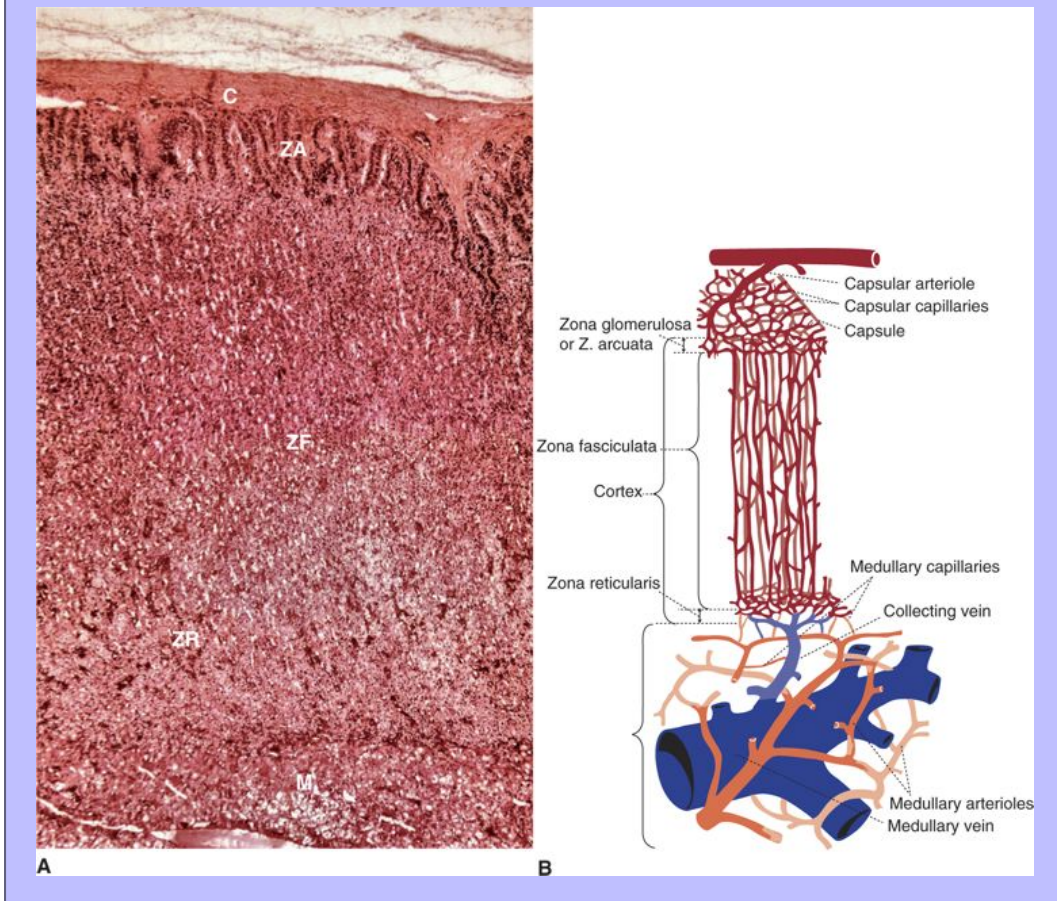 C
ZA
ZF
ZR
M
A
Capsular arteriole
Capsular capillaries
Capsule
Zona glomerulosa
or Z. arcuata
Zona fasciculata
Cortex
Zona reticularis
Medullary capillaries
Collecting vein
Medullary arterioles
Medullary vein
B